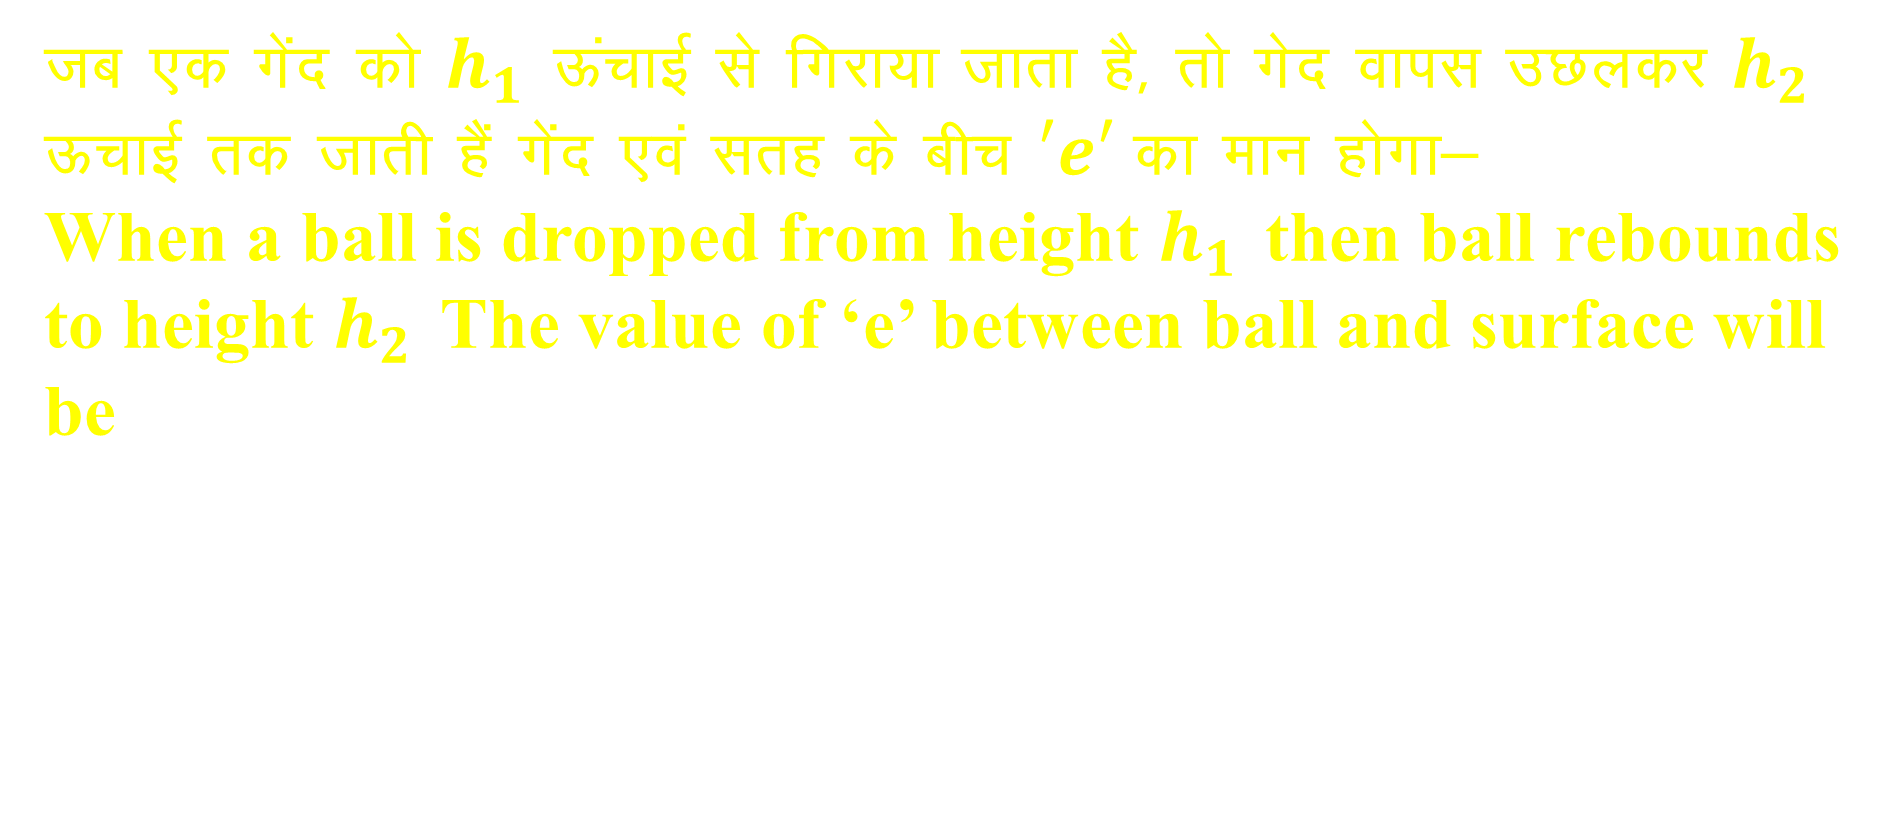 जब एक गेंद को h₁ ऊंचाई से गिराया जाता है, तो गेद वापस उछलकर h₂
ऊचाई तक जाती हैं गेंद एवं सतह के बीच 'e' का मान होगा–
When a ball is dropped from height h₁ then ball rebounds
to height h₂ The value of ‘e’ between ball and surface will
be